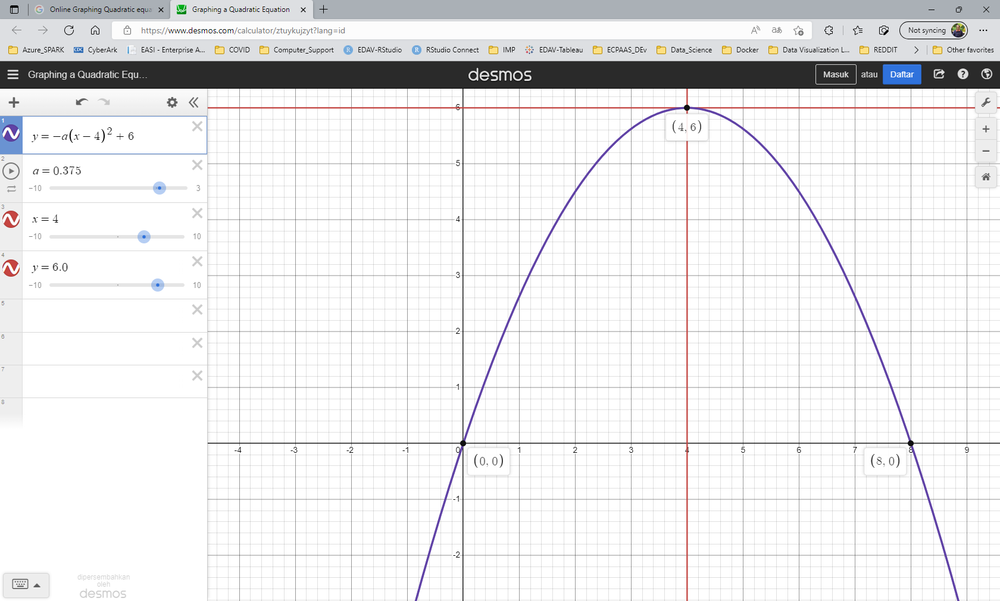 Online Graphing Quadratic equa
Graphing a Quadratic Equation
https://www.desmos.com/calculator/ztuykujzyt?lang=id
Not syncing
Azure_SPARK
CDC CyberArk
EASI - Enterprise A...
COVID
Computer_Support
R EDAV-RStudio
R RStudio Connect
IMP
EDAV-Tableau
ECPAAS_DEv
Data_Science
Docker
Data Visualization L...
REDDIT
Other favorites
Graphing a Quadratic Equ...
desmos
Masuk atau Daftar
1
y = −a(x − 4)² + 6
2
a = 0.375
−10 3
3
x = 4
−10 10
4
y = 6.0
−10 10
5
6
7
8
dipersembahkan
oleh
desmos
6
(4, 6)
5
4
3
2
1
-4 -3 -2 -1 0 1 2 3 4 5 6 7 8 9
(0, 0) (8, 0)
-1
-2